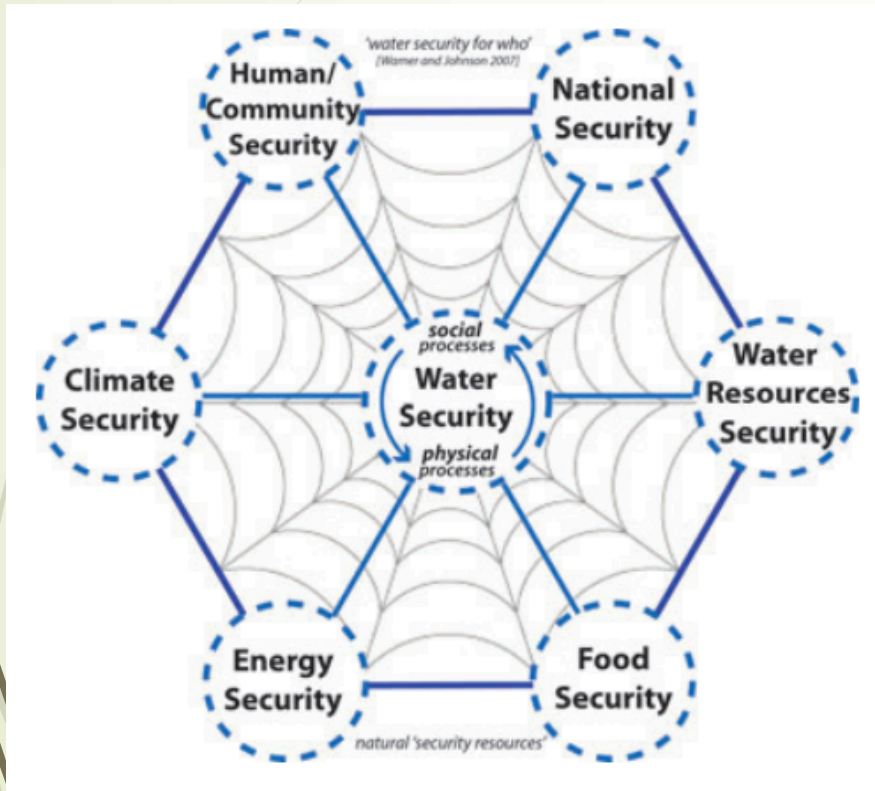 'water security for who'
[Warner and Johnson 2007]
Human/
Community
Security
National
Security
Climate
Security
social
processes
Water
Security
physical
processes
Water
Resources
Security
Energy
Security
Food
Security
natural 'security resources'